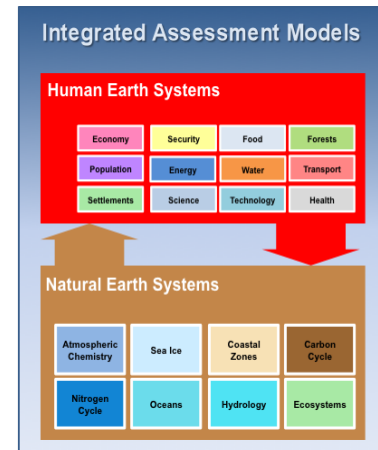 Integrated Assessment Models
Human Earth Systems
Economy Security Food Forests
Population Energy Water Transport
Settlements Science Technology Health
Natural Earth Systems
Atmospheric
Chemistry
Sea Ice
Coastal
Zones
Carbon
Cycle
Nitrogen
Cycle
Oceans
Hydrology
Ecosystems